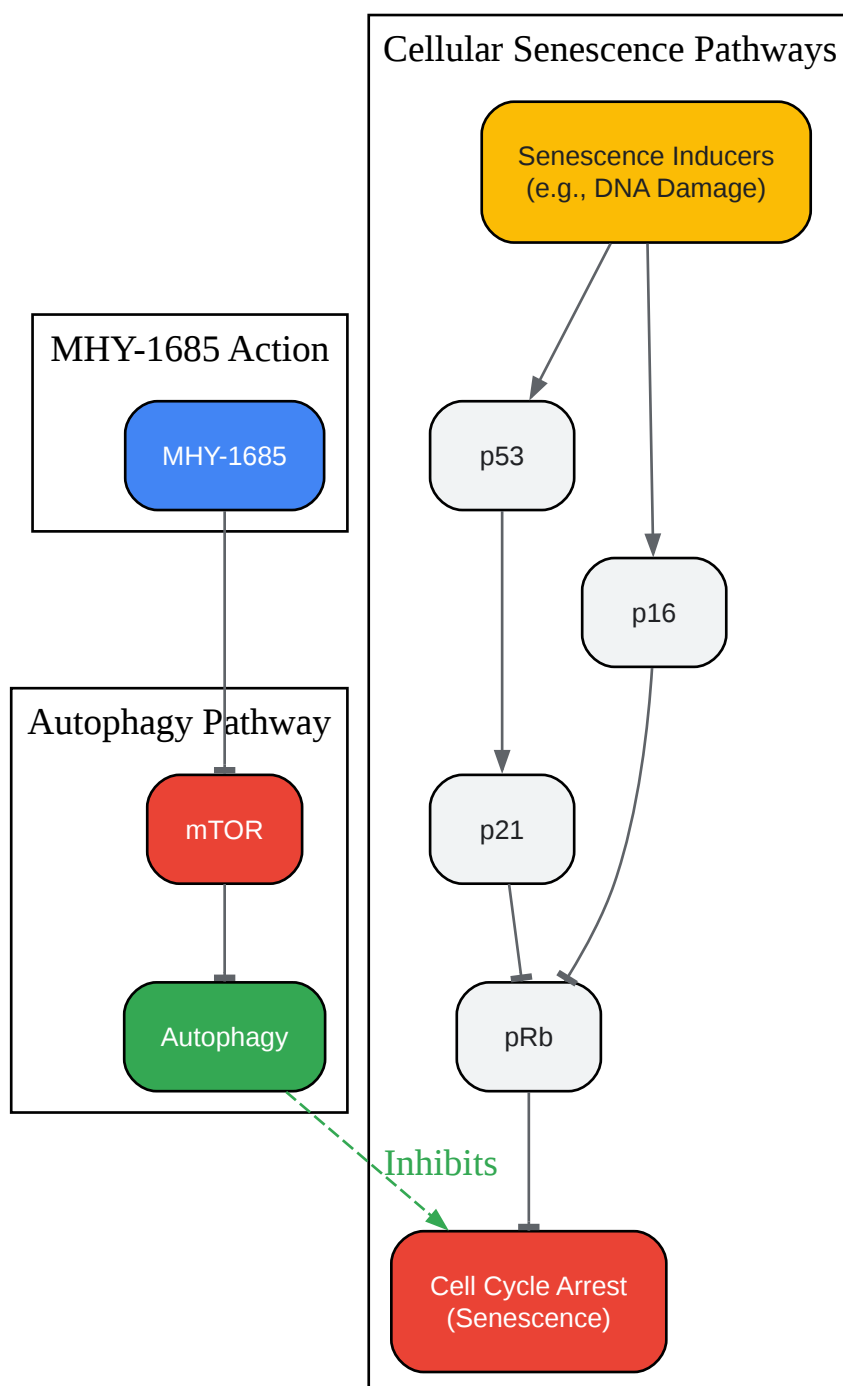 Cellular Senescence Pathways
Senescence Inducers
(e.g., DNA Damage)
MHY-1685 Action
MHY-1685
p53
p16
Autophagy Pathway
mTOR
p21
Autophagy
pRb
Inhibits
Cell Cycle Arrest
(Senescence)